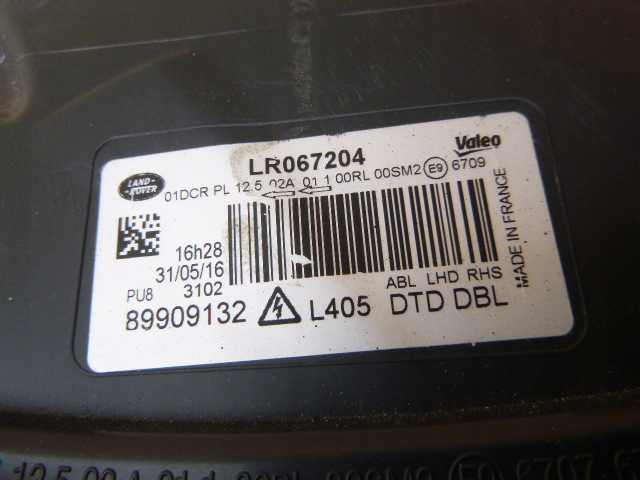 LAND-
ROVER
LR067204
Valeo
01DCR PL 12.5 02A 01 1 00RL 00SM2 E9 6709
16h28
31/05/16
PU8 3102
ABL LHD RHS
MADE IN FRANCE
89909132 L405 DTD DBL